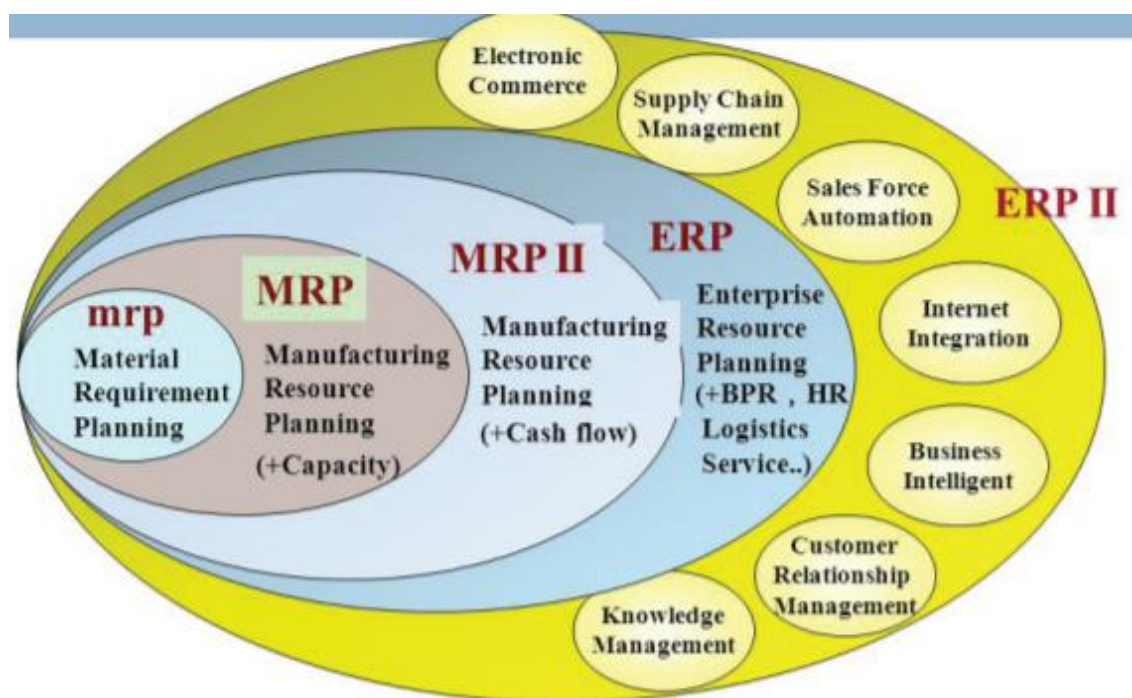 Electronic
Commerce
Supply Chain
Management
Sales Force
Automation
ERP II
Internet
Integration
Business
Intelligent
Customer
Relationship
Management
Knowledge
Management
ERP
Enterprise
Resource
Planning
(+BPR , HR
Logistics
Service..)
MRP II
Manufacturing
Resource
Planning
(+Cash flow)
MRP
Manufacturing
Resource
Planning
(+Capacity)
mrp
Material
Requirement
Planning